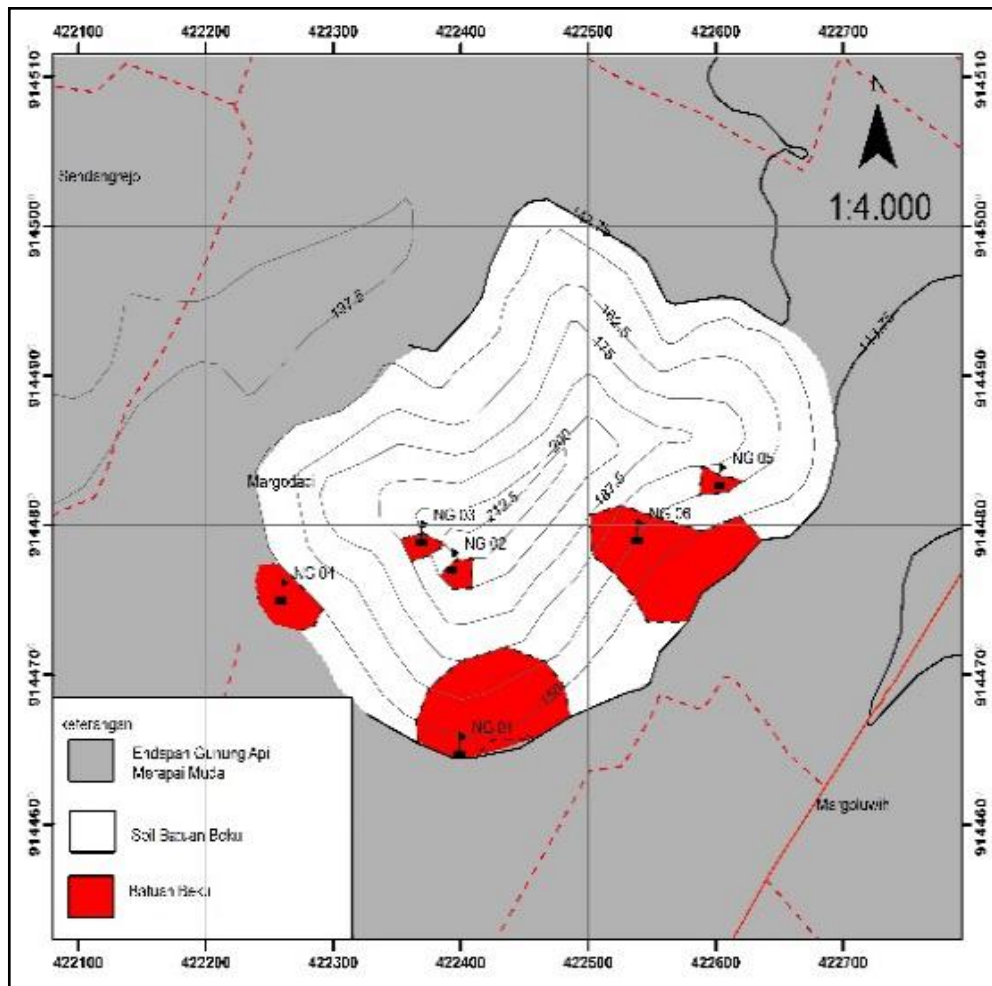 422100 422200 422300 422400 422500 422600 422700
914510
914500
914490
914480
914470
914460
N
1:4.000
Sendangrejo
137.5
162.5
175
200
212.5
187.5
150
NG 05
NG 03
NG 06
NG 02
NG 04
NG 01
Margoluwih
keterangan
Endapan Gunung Api
Merapai Muda
Soil Batuan Beku
Batuan Beku
914510
914500
914490
914480
914470
914460
422100 422200 422300 422400 422500 422600 422700